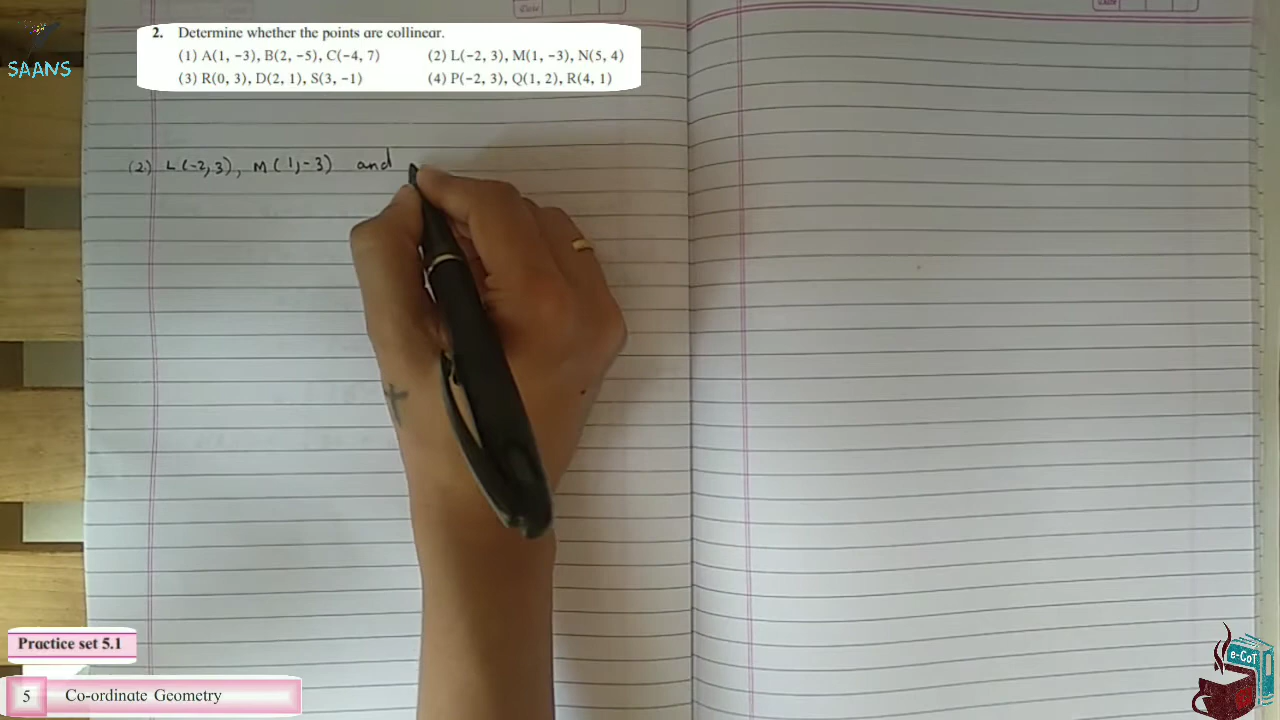 SAANS
2. Determine whether the points are collinear.
(1) A(1, −3), B(2, −5), C(−4, 7) (2) L(−2, 3), M(1, −3), N(5, 4)
(3) R(0, 3), D(2, 1), S(3, −1) (4) P(−2, 3), Q(1, 2), R(4, 1)
(2) L(-2,3), M(1,-3) and
Practice set 5.1
5 Co-ordinate Geometry
e-CoT